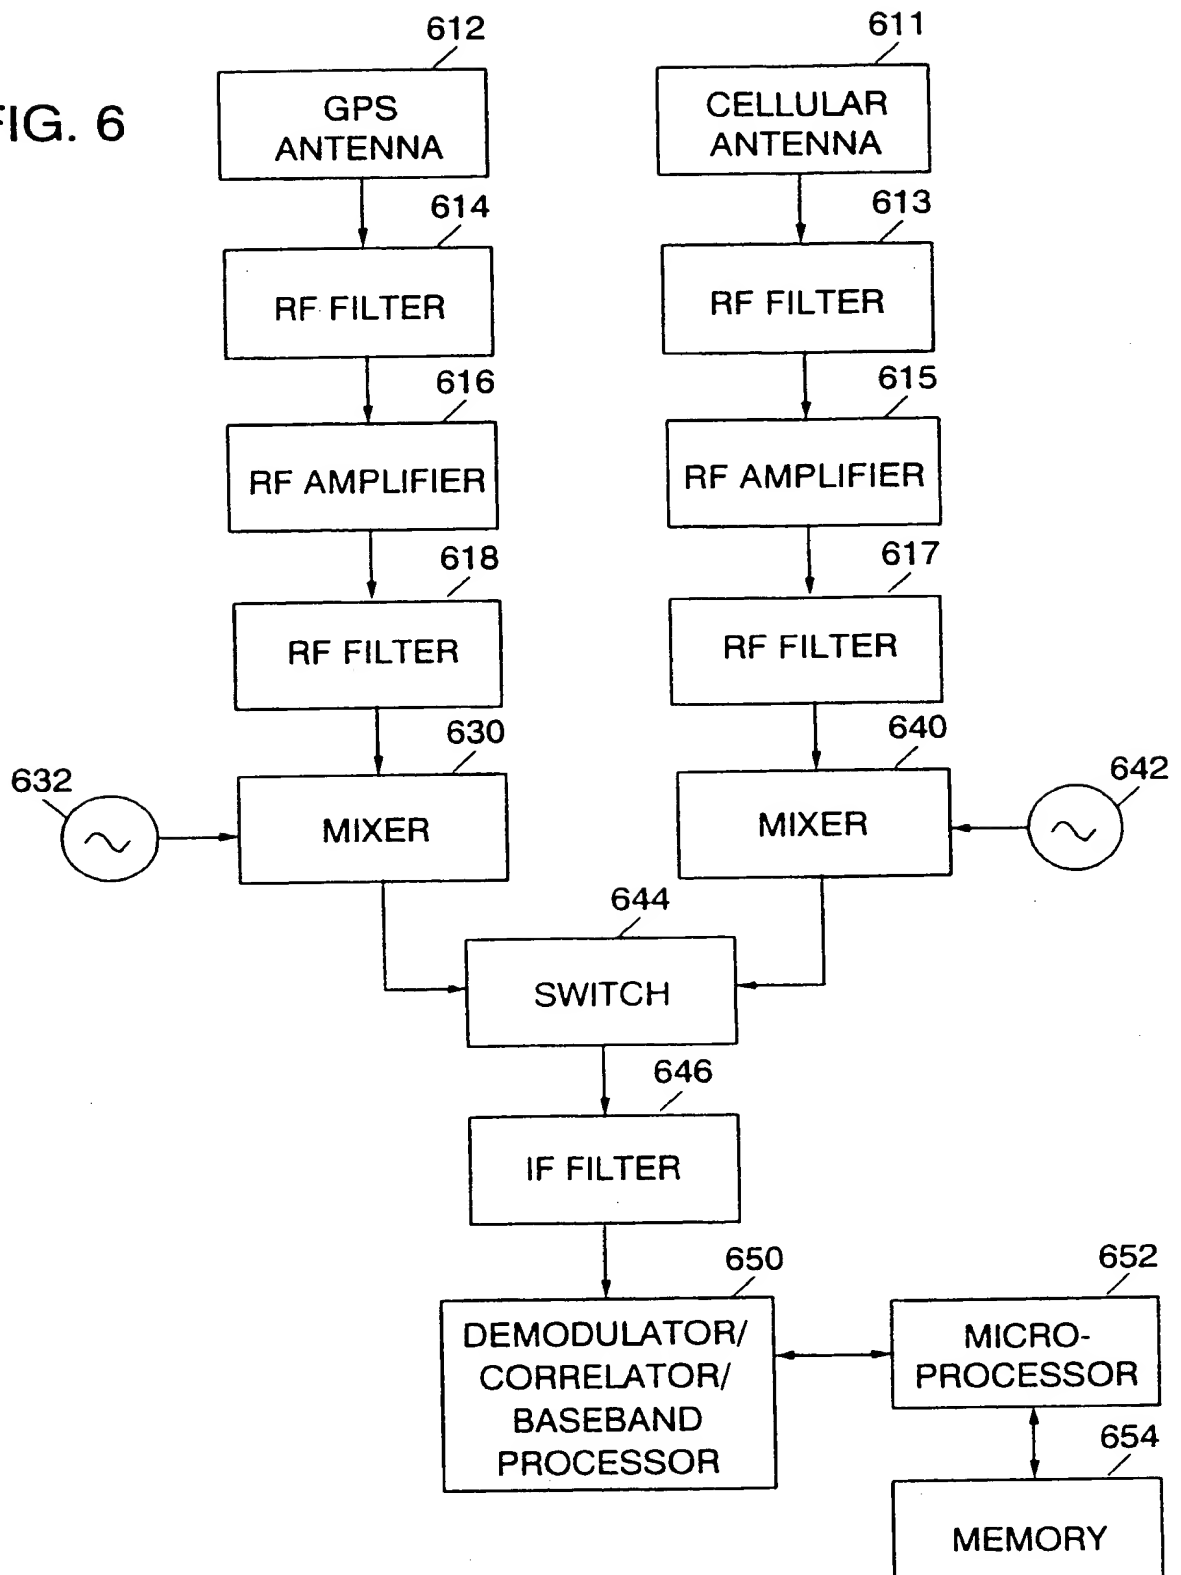 612
611
FIG. 6
GPS
ANTENNA
CELLULAR
ANTENNA
614
613
RF FILTER
RF FILTER
616
615
RF AMPLIFIER
RF AMPLIFIER
618
617
RF FILTER
RF FILTER
630
640
632
642
MIXER
MIXER
644
SWITCH
646
IF FILTER
650
652
DEMODULATOR/
CORRELATOR/
BASEBAND
PROCESSOR
MICRO-
PROCESSOR
654
MEMORY